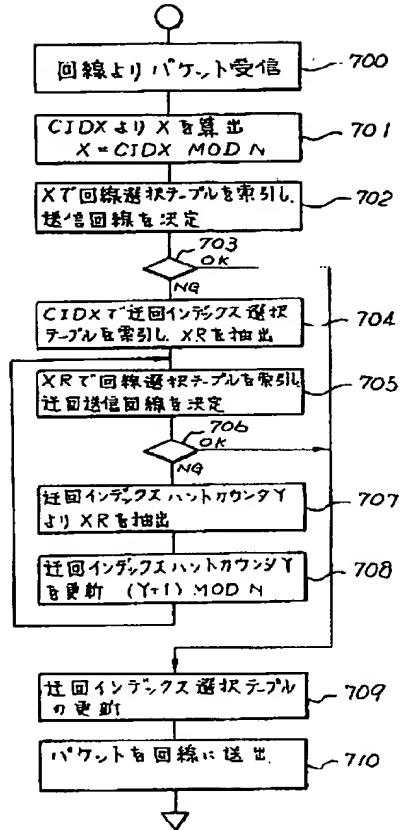 回線よりパケット受信
700
CIDXよりXを算出
X=CIDX MOD N
701
Xで回線選択テーブルを索引し,
送信回線を決定
702
703
OK
NG
CIDXで迂回インデックス選択
テーブルを索引し XRを抽出
704
XRで回線選択テーブルを索引し
迂回送信回線を決定
705
706
OK
NG
迂回インデックスハントカウンタY
よりXRを抽出
707
迂回インデックスハントカウンタY
を更新 (Y+1) MOD N
708
迂回インデックス選択テーブル
の更新
709
パケットを回線に送出
710